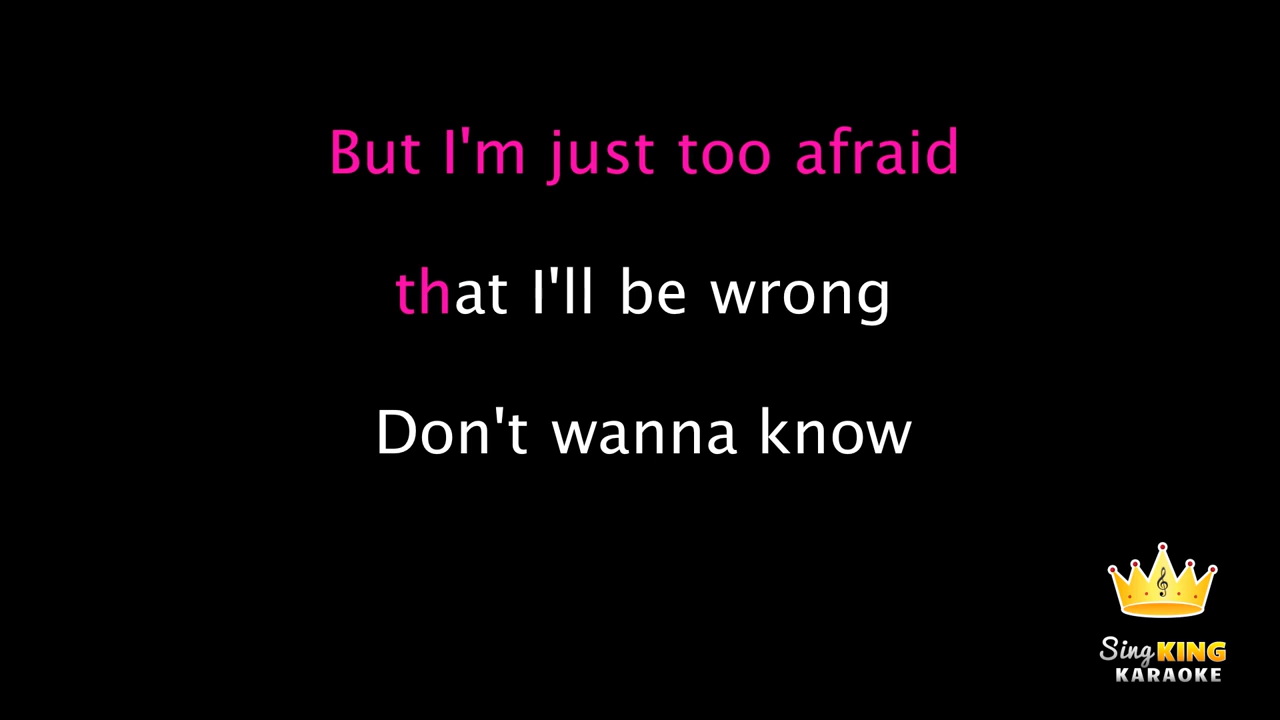 But I'm just too afraid
that I'll be wrong
Don't wanna know
Sing KING
KARAOKE